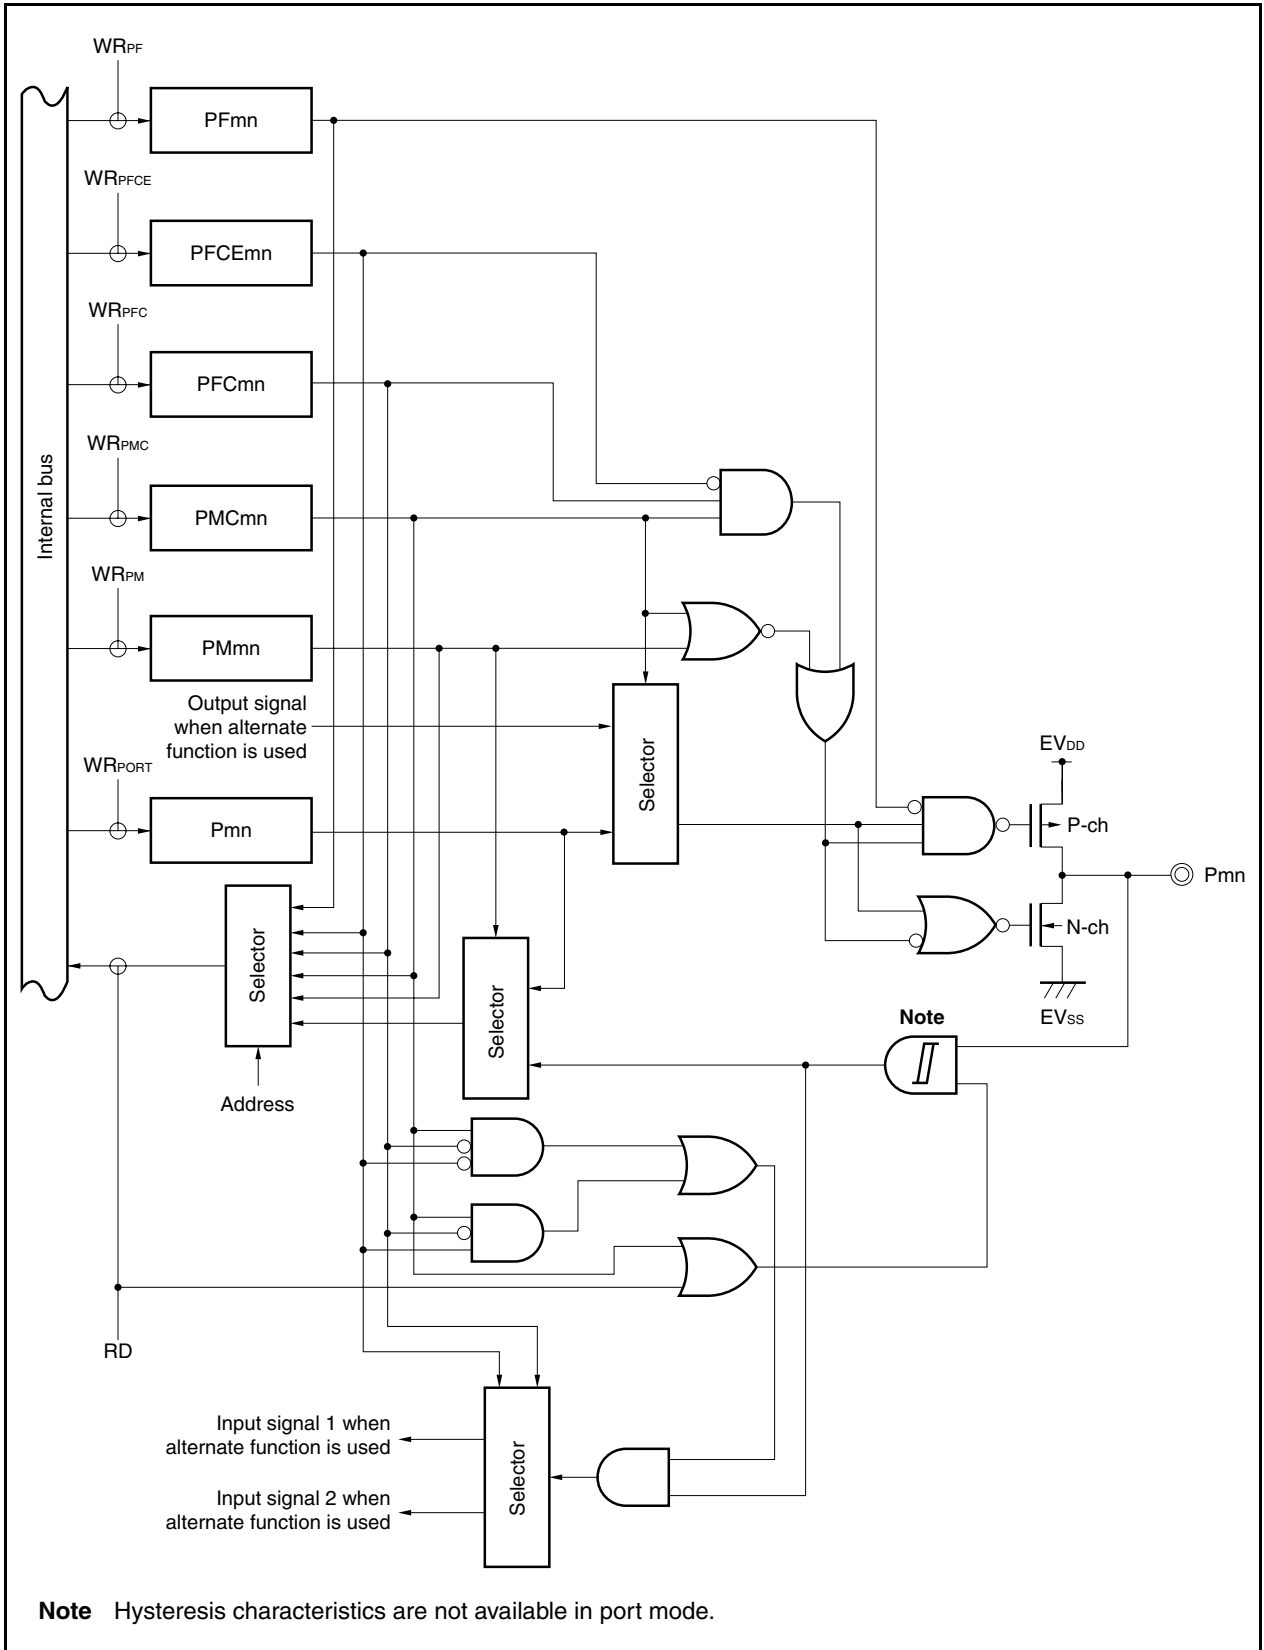 WRPF
PFmn
WRPFCE
PFCEmn
WRPFC
PFCmn
WRPMC
PMCmn
Internal bus
WRPM
PMmn
Output signal
when alternate
function is used
Selector
WRPORT
Pmn
EVDD
P-ch
Pmn
N-ch
EVSS
Selector
Selector
Note
Address
RD
Input signal 1 when
alternate function is used
Selector
Input signal 2 when
alternate function is used
Note Hysteresis characteristics are not available in port mode.